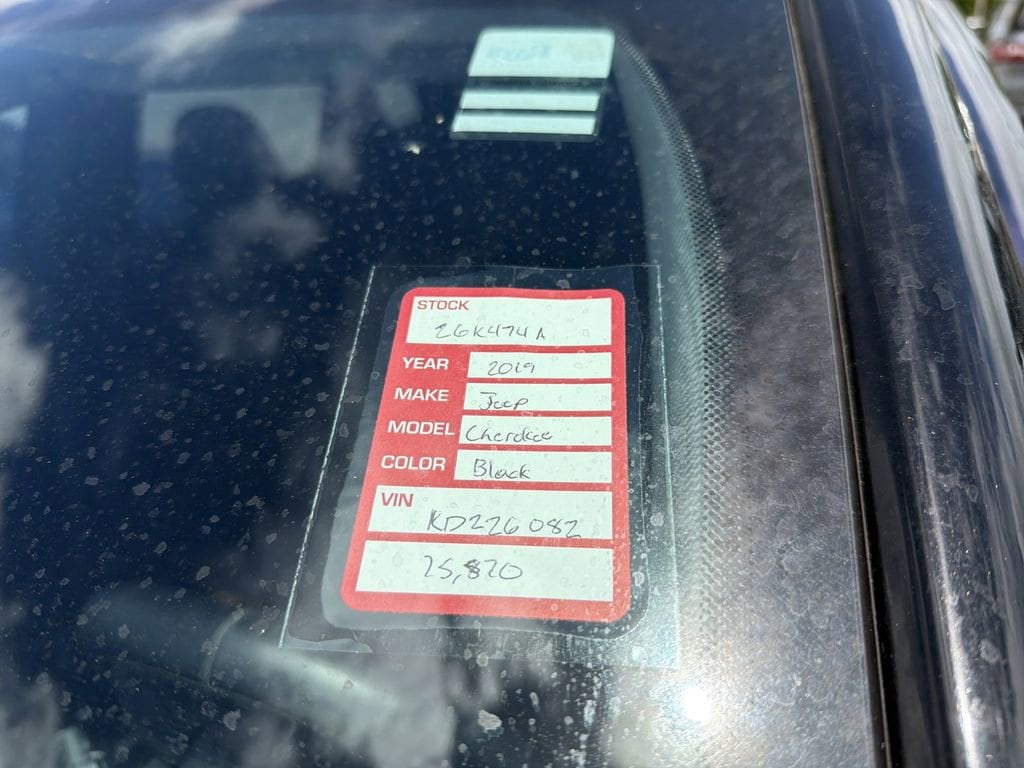 STOCK
26K474A
YEAR 2019
MAKE Jeep
MODEL Cherokee
COLOR Black
VIN
KD226082
25,820